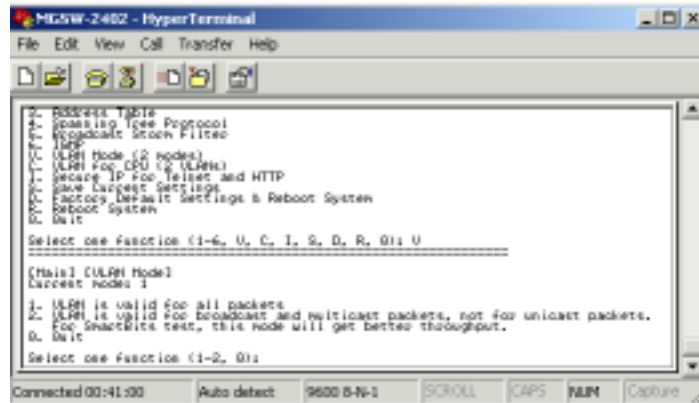 MGSW-2402 - HyperTerminal
File Edit View Call Transfer Help
3. Address Table
4. Spanning Tree Protocol
5. Broadcast Storm Filter
6. IGMP
V. VLAN Mode (2 modes)
C. VLAN for CPU (2 VLANs)
I. Secure IP for Telnet and HTTP
S. Save Current Settings
D. Factory Default Settings & Reboot System
R. Reboot System
0. Quit
Select one function (1-6, V, C, I, S, D, R, 0): V
=====================================================
[Main] [VLAN Mode]
Current mode: 1
1. VLAN is valid for all packets
2. VLAN is valid for broadcast and multicast packets, not for unicast packets.
For SmartBits test, this mode will get better throughput.
0. Quit
Select one function (1-2, 0):
Connected 00:41:00 Auto detect 9600 8-N-1 SCROLL CAPS NUM Capture